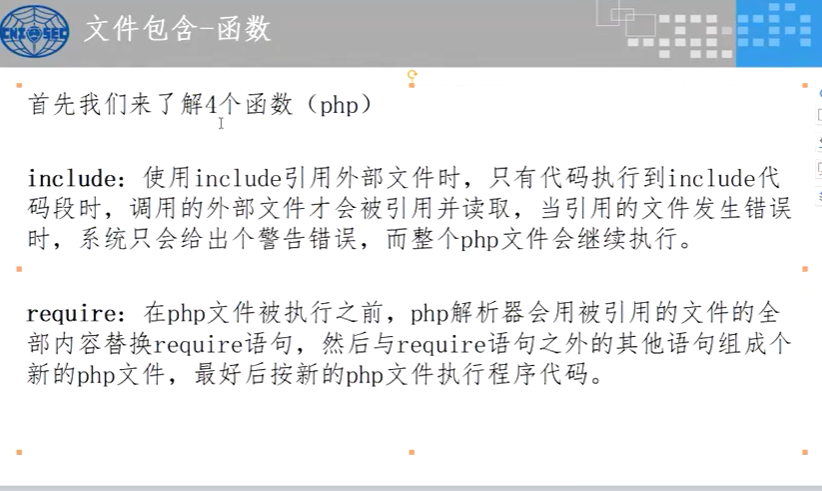 CNISEC
文件包含-函数
首先我们来了解4个函数（php）
include：使用include引用外部文件时，只有代码执行到include代
码段时，调用的外部文件才会被引用并读取，当引用的文件发生错误
时，系统只会给出个警告错误，而整个php文件会继续执行。
require：在php文件被执行之前，php解析器会用被引用的文件的全
部内容替换require语句，然后与require语句之外的其他语句组成个
新的php文件，最好后按新的php文件执行程序代码。